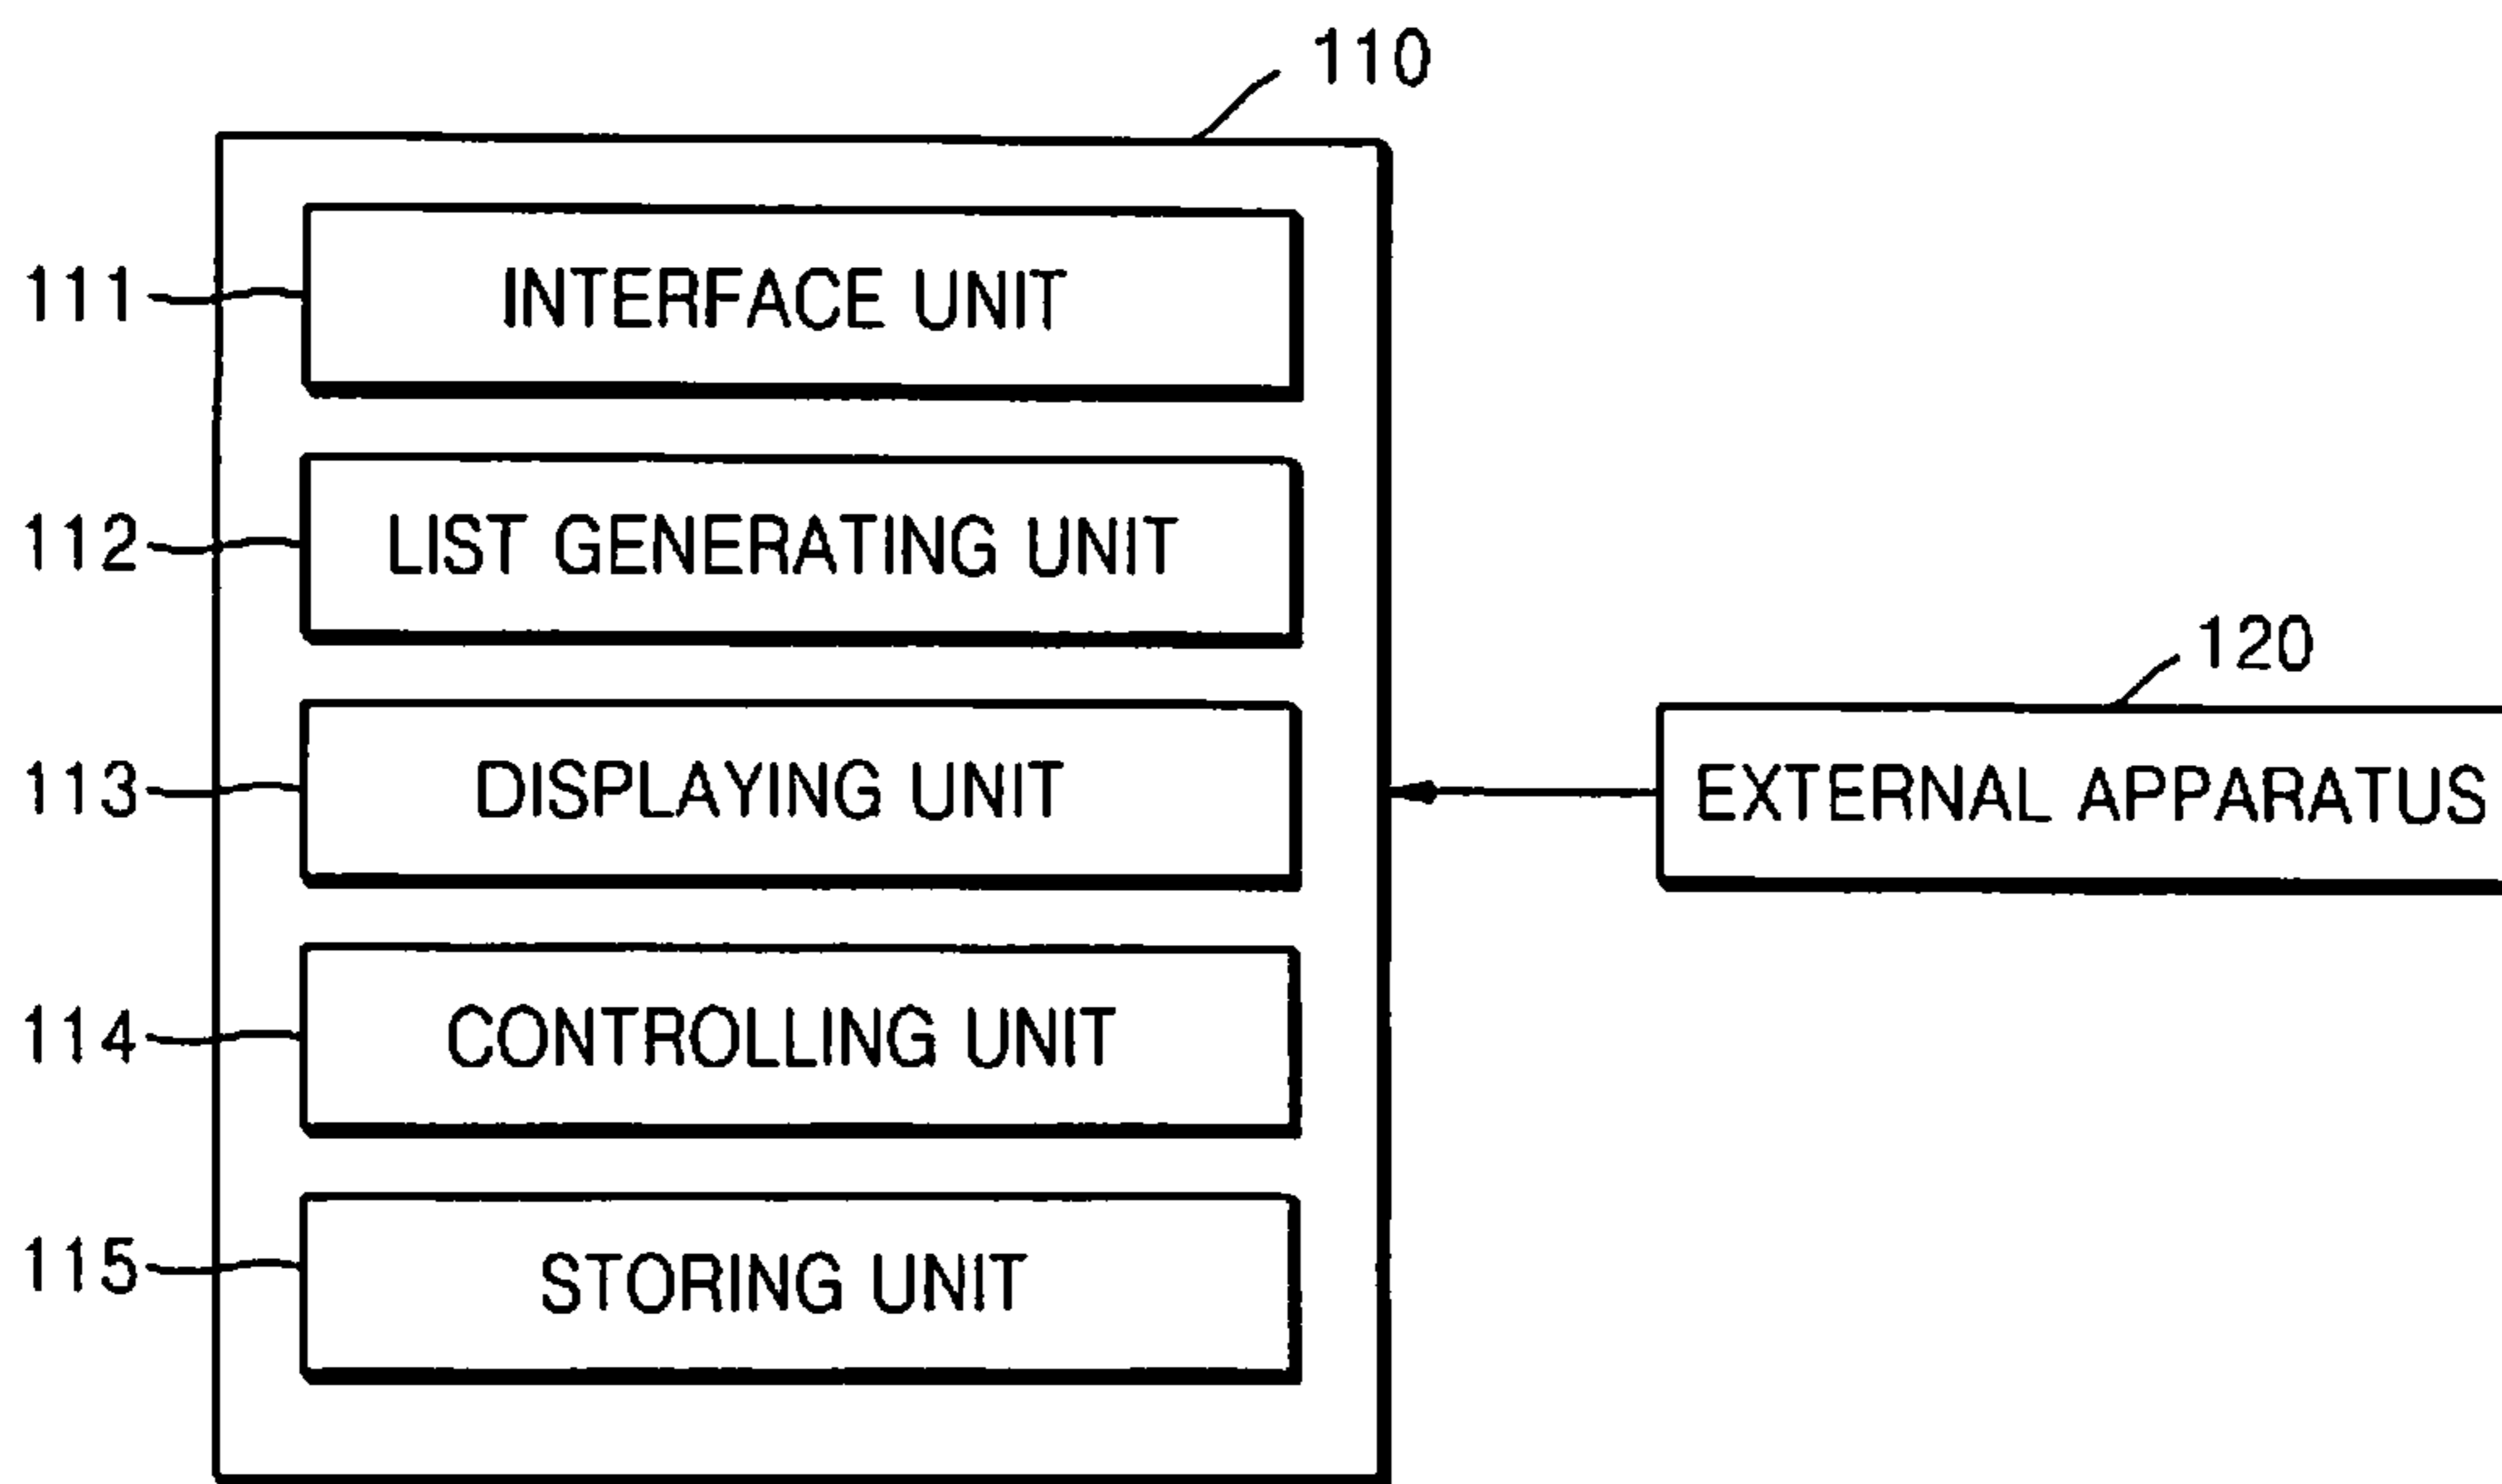 110
111 INTERFACE UNIT
112 LIST GENERATING UNIT
120
113 DISPLAYING UNIT EXTERNAL APPARATUS
114 CONTROLLING UNIT
115 STORING UNIT